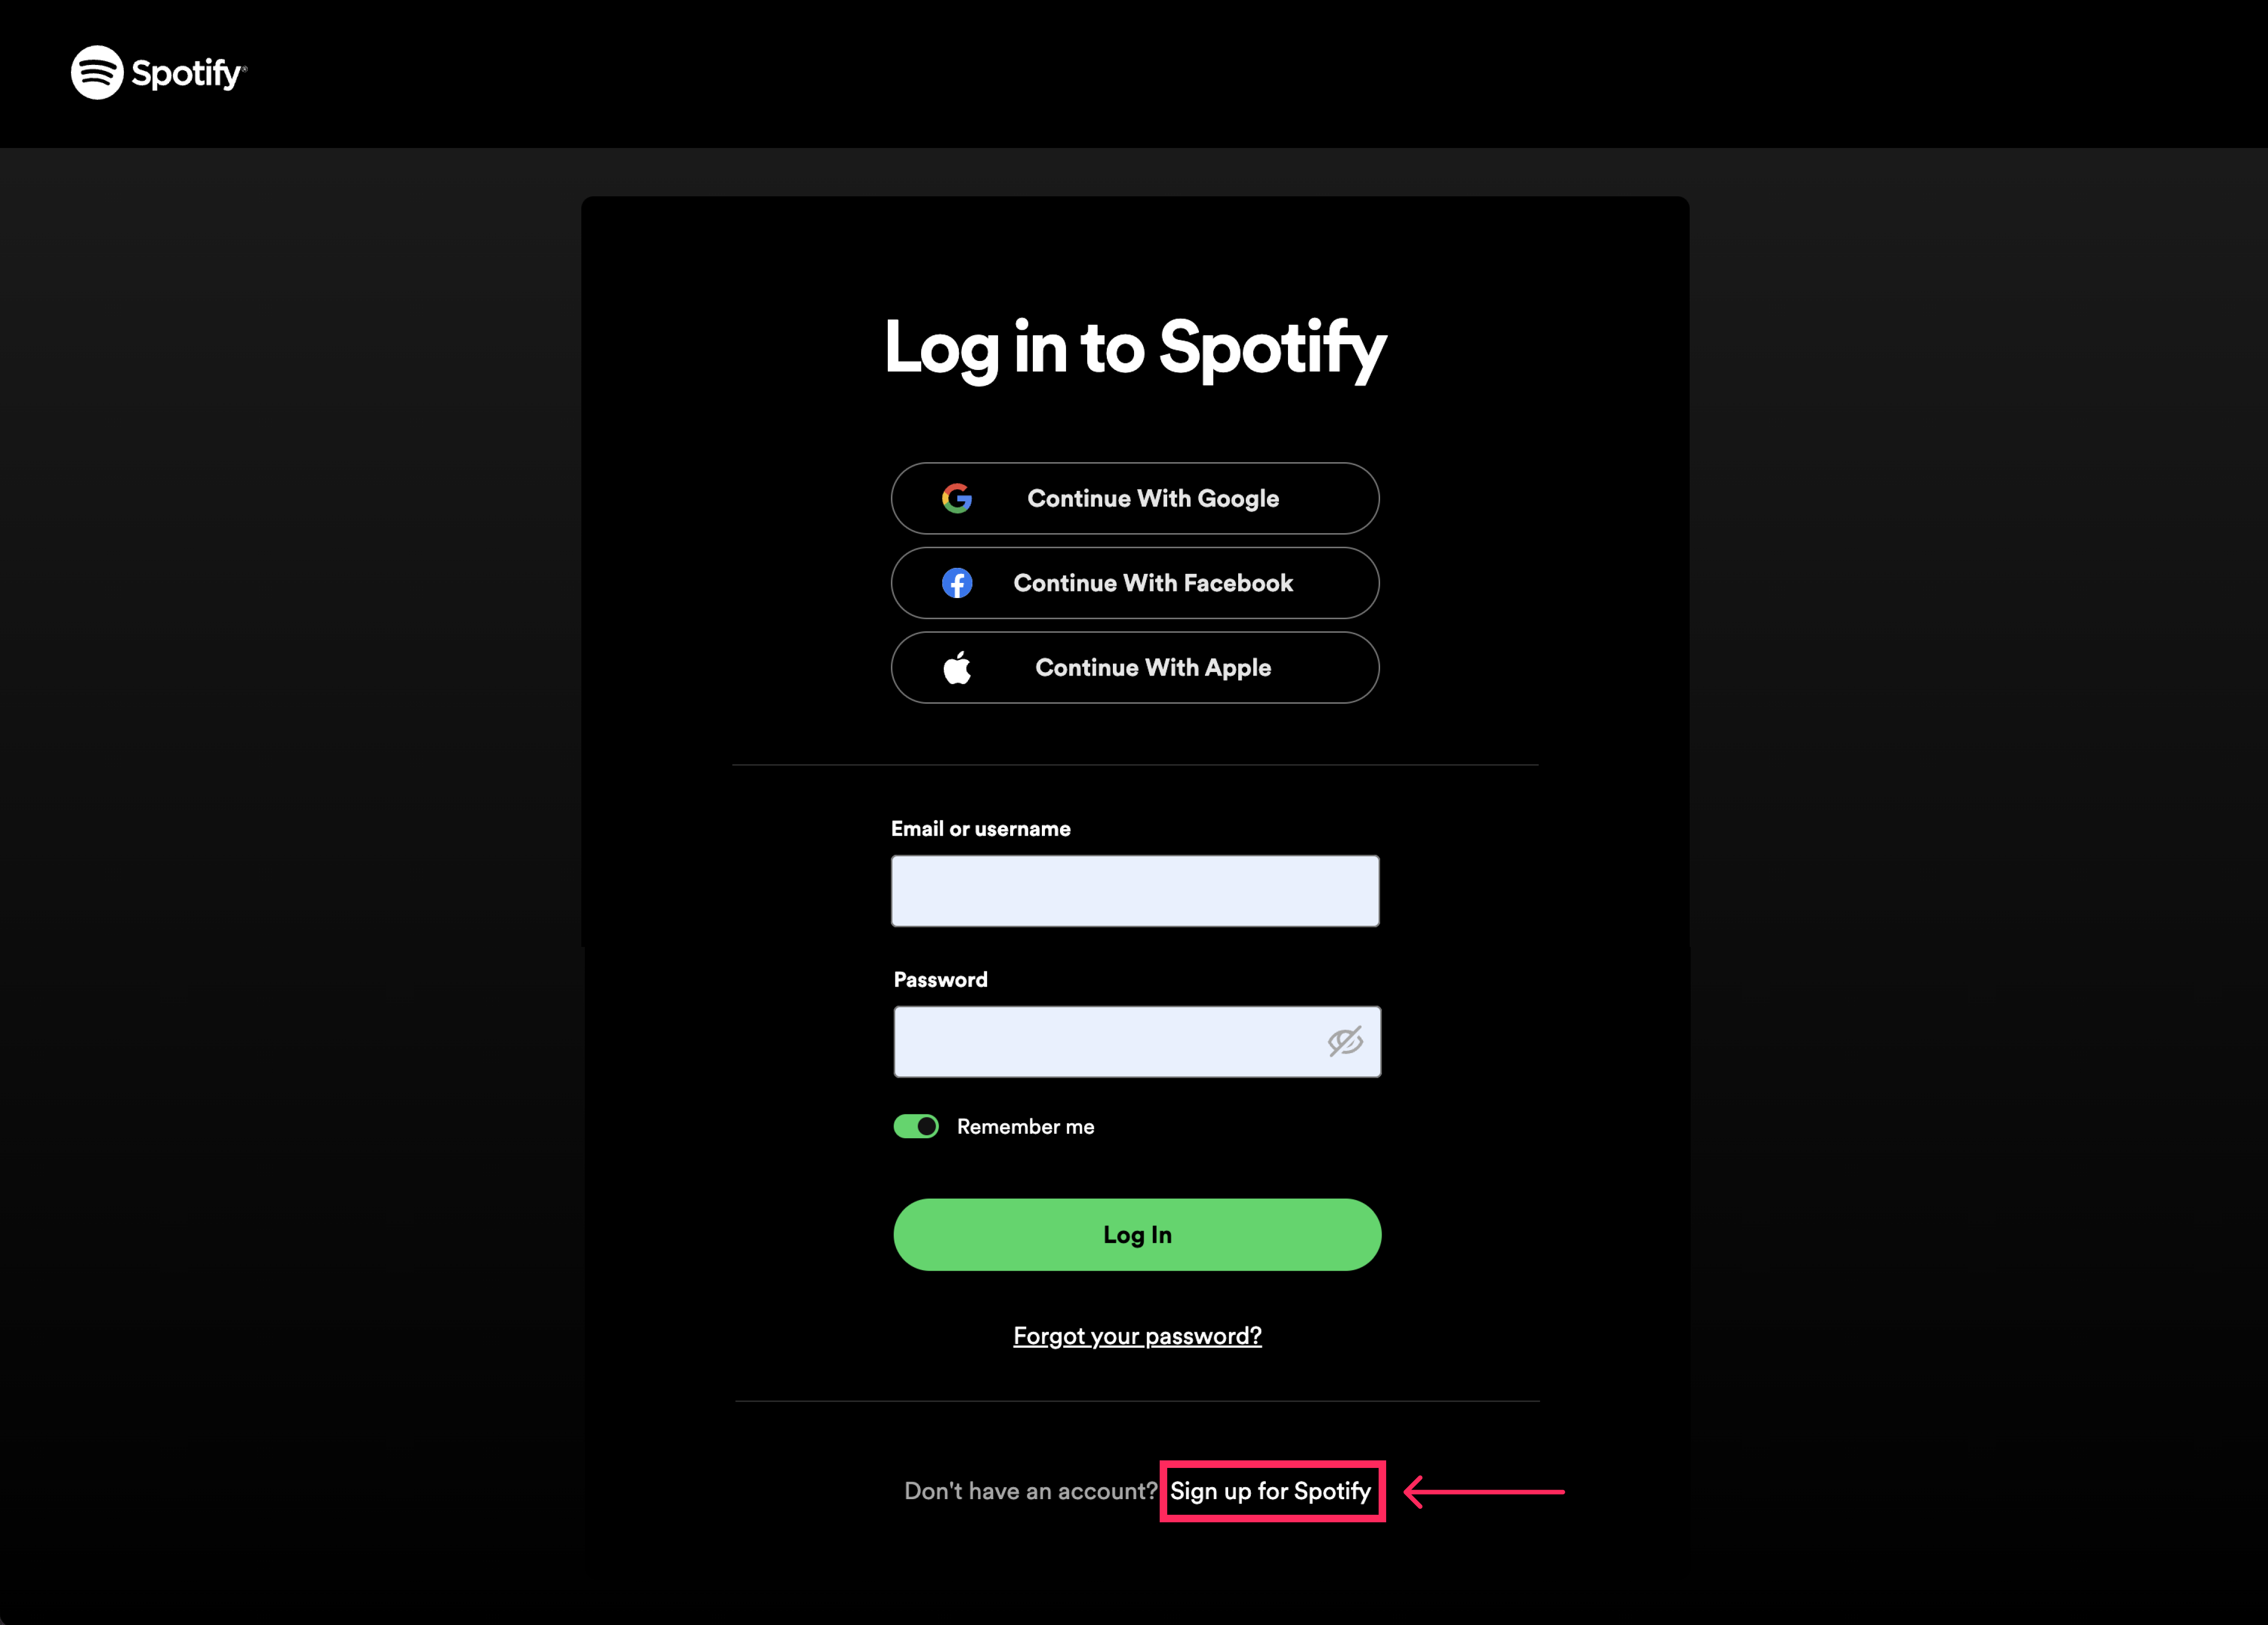 Spotify
Log in to Spotify
Continue With Google
Continue With Facebook
Continue With Apple
Email or username
Password
Remember me
Log In
Forgot your password?
Don't have an account? Sign up for Spotify